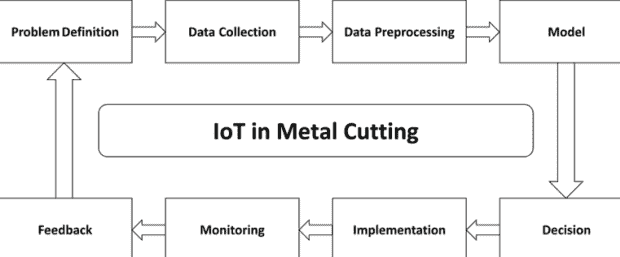 Problem Definition
Data Collection
Data Preprocessing
Model
IoT in Metal Cutting
Feedback
Monitoring
Implementation
Decision